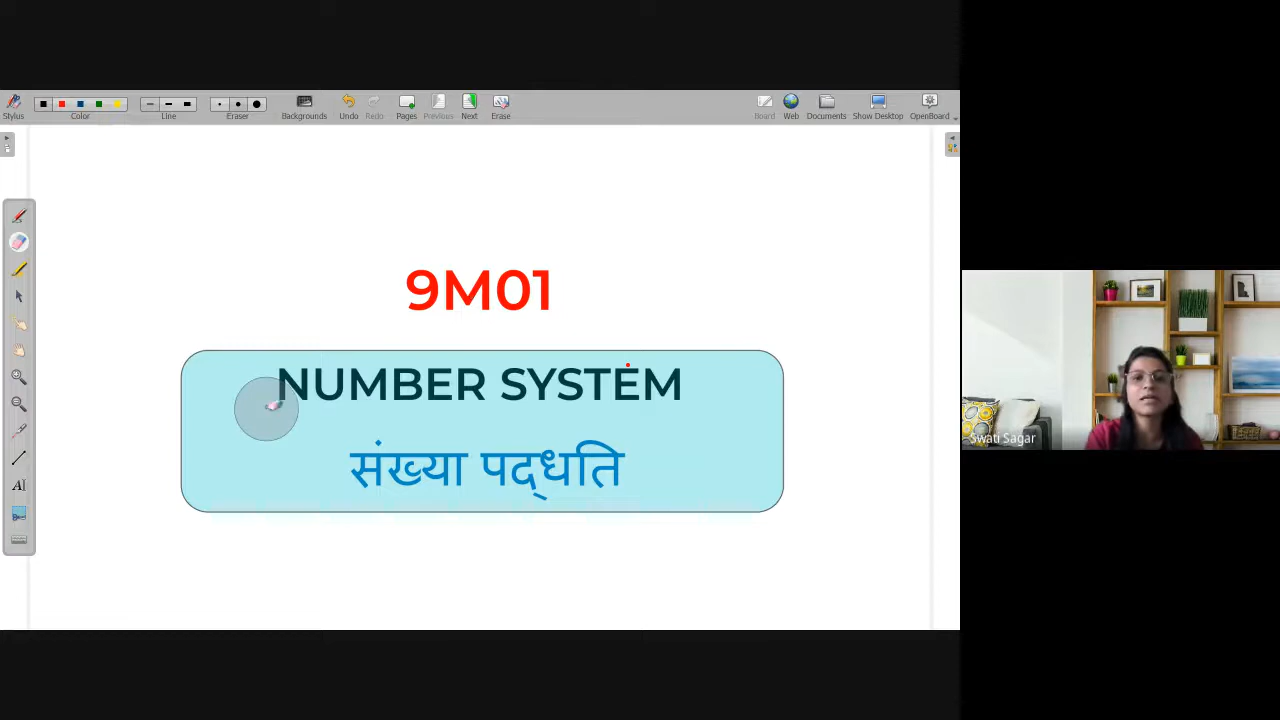 Stylus
Color
Line
Eraser
Backgrounds
Undo
Redo
Pages
Previous
Next
Erase
Board
Web
Documents
Show Desktop
OpenBoard
9M01
NUMBER SYSTEM
संख्या पद्धति
Swati Sagar